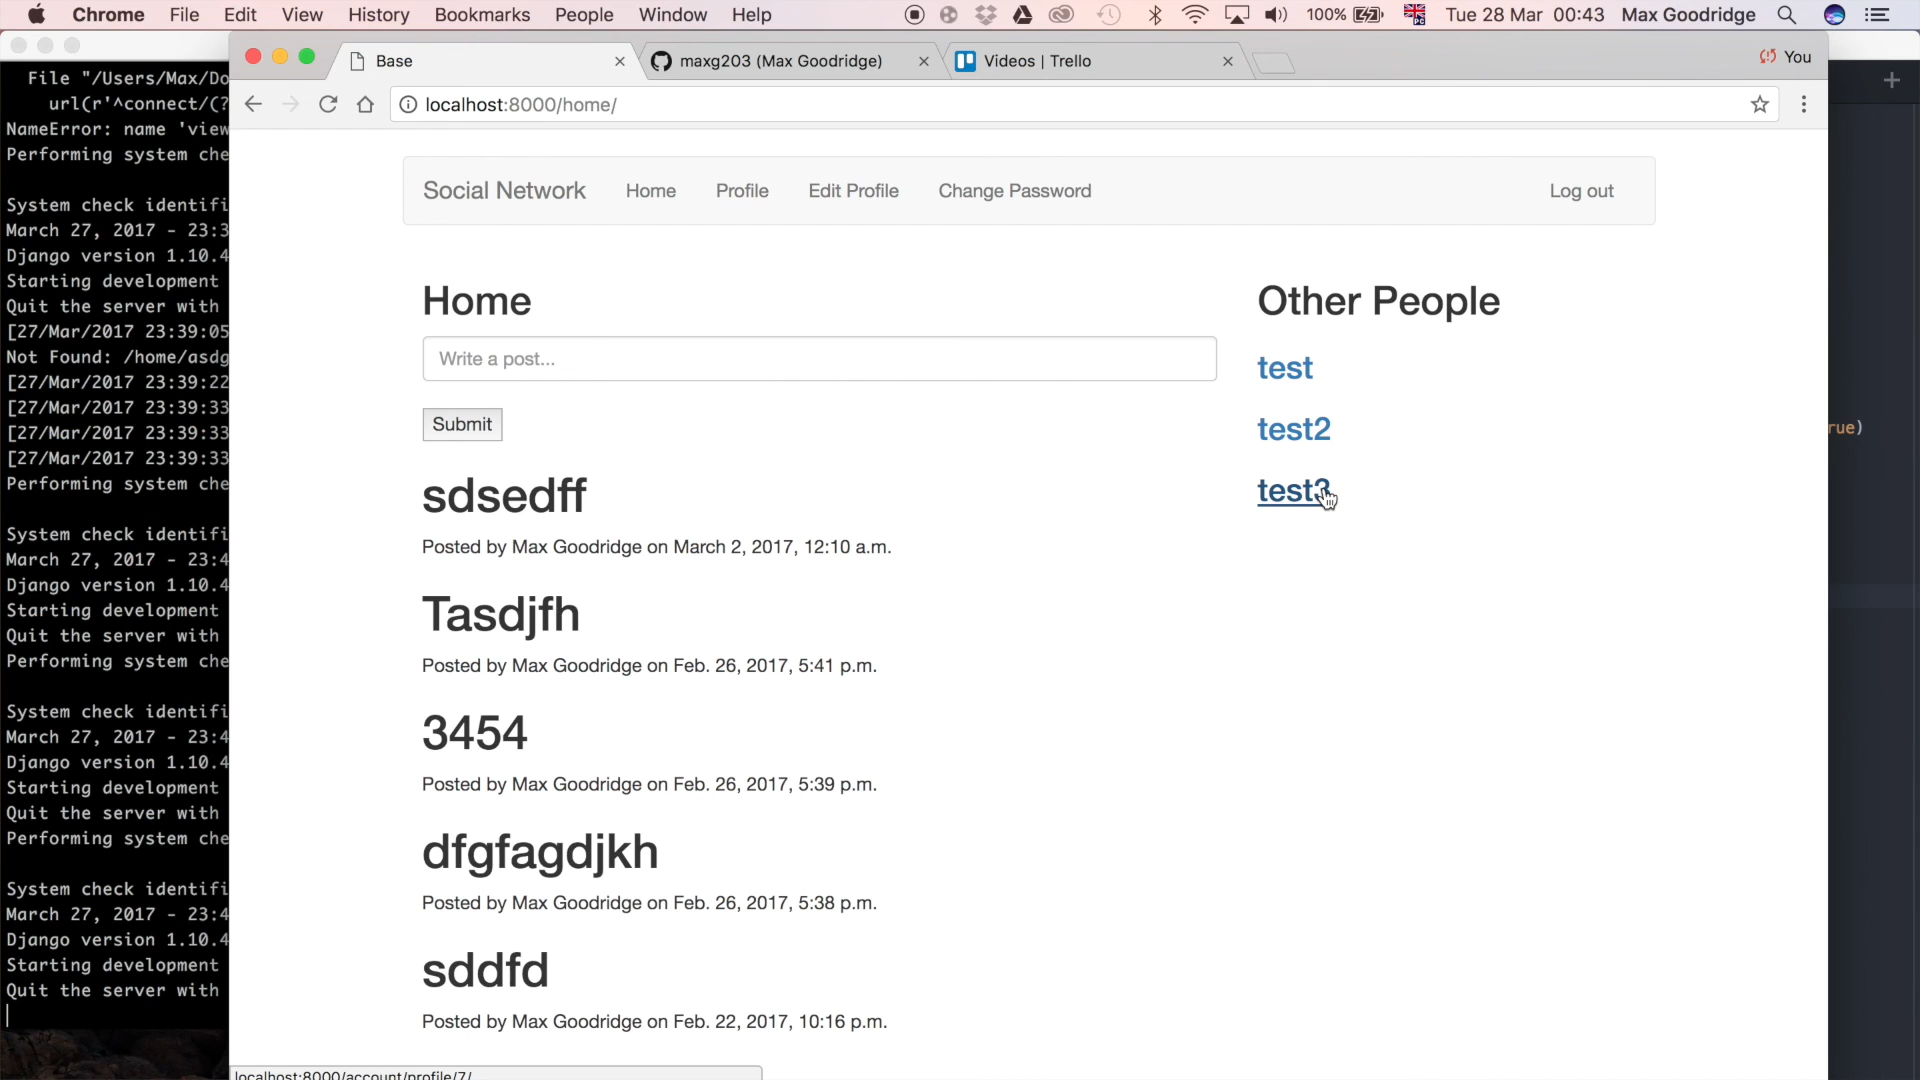 Chrome File Edit View History Bookmarks People Window Help 100% Tue 28 Mar 00:43 Max Goodridge
Base maxg203 (Max Goodridge) Videos | Trello You
localhost:8000/home/
File "/Users/Max/Do
url(r'^connect/(?
NameError: name 'view
Performing system che
System check identifi
March 27, 2017 - 23:3
Django version 1.10.4
Starting development
Quit the server with
[27/Mar/2017 23:39:05
Not Found: /home/asdg
[27/Mar/2017 23:39:22
[27/Mar/2017 23:39:33
[27/Mar/2017 23:39:33
[27/Mar/2017 23:39:33
Performing system che
System check identifi
March 27, 2017 - 23:4
Django version 1.10.4
Starting development
Quit the server with
Performing system che
System check identifi
March 27, 2017 - 23:4
Django version 1.10.4
Starting development
Quit the server with
Performing system che
System check identifi
March 27, 2017 - 23:4
Django version 1.10.4
Starting development
Quit the server with
Social Network Home Profile Edit Profile Change Password Log out
Home
Write a post...
Submit
sdsedff
Posted by Max Goodridge on March 2, 2017, 12:10 a.m.
Tasdjfh
Posted by Max Goodridge on Feb. 26, 2017, 5:41 p.m.
3454
Posted by Max Goodridge on Feb. 26, 2017, 5:39 p.m.
dfgfagdjkh
Posted by Max Goodridge on Feb. 26, 2017, 5:38 p.m.
sddfd
Posted by Max Goodridge on Feb. 22, 2017, 10:16 p.m.
Other People
test
test2
test3
rue)
localhost:8000/account/profile/7/